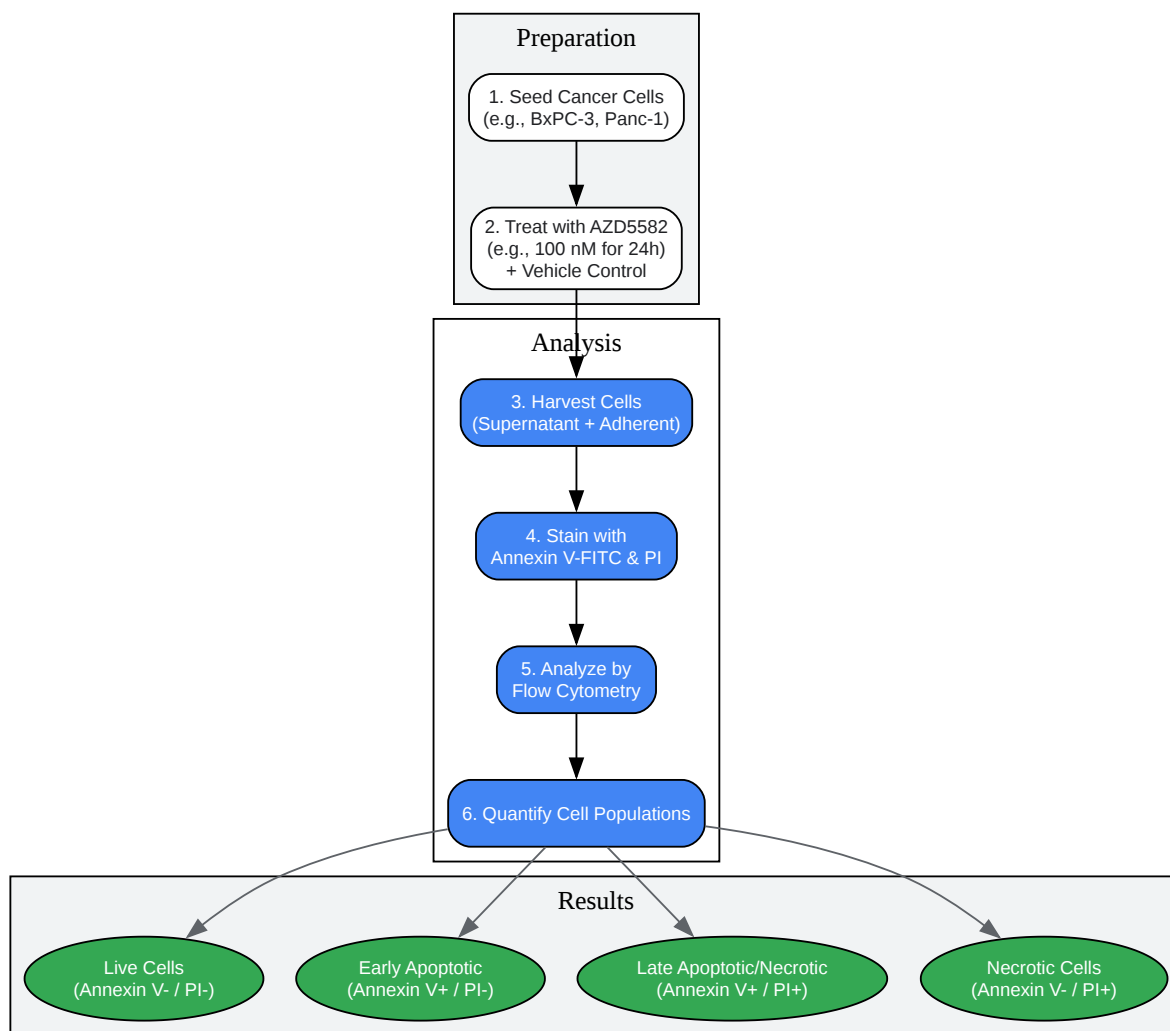 Preparation
1. Seed Cancer Cells
(e.g., BxPC-3, Panc-1)
2. Treat with AZD5582
(e.g., 100 nM for 24h)
+ Vehicle Control
Analysis
3. Harvest Cells
(Supernatant + Adherent)
4. Stain with
Annexin V-FITC & PI
5. Analyze by
Flow Cytometry
6. Quantify Cell Populations
Results
Live Cells
(Annexin V- / PI-)
Early Apoptotic
(Annexin V+ / PI-)
Late Apoptotic/Necrotic
(Annexin V+ / PI+)
Necrotic Cells
(Annexin V- / PI+)